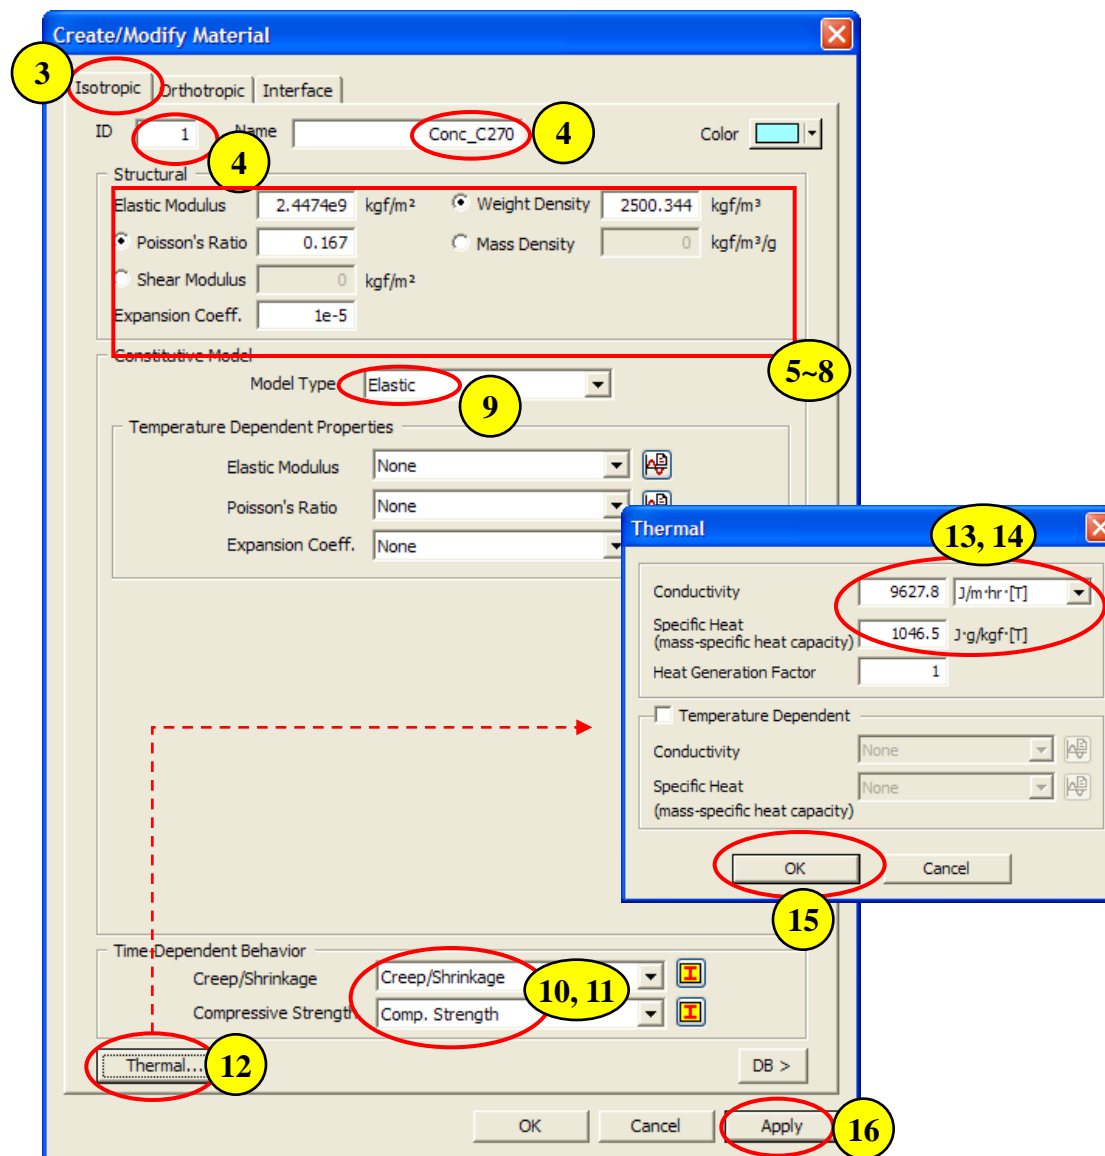 Create/Modify Material
3
Isotropic Orthotropic Interface
ID 1 Name Conc_C270 4 Color
4
Structural
Elastic Modulus 2.4474e9 kgf/m² Weight Density 2500.344 kgf/m³
Poisson's Ratio 0.167 Mass Density 0 kgf/m³/g
Shear Modulus 0 kgf/m²
Expansion Coeff. 1e-5
Constitutive Model
5~8
Model Type Elastic
9
Temperature Dependent Properties
Elastic Modulus None
Poisson's Ratio None
Expansion Coeff. None
Thermal
13, 14
Conductivity 9627.8 J/m·hr·[T]
Specific Heat
(mass-specific heat capacity) 1046.5 J·g/kgf·[T]
Heat Generation Factor 1
Temperature Dependent
Conductivity None
Specific Heat None
(mass-specific heat capacity)
OK Cancel
15
Time Dependent Behavior
Creep/Shrinkage Creep/Shrinkage
10, 11
Compressive Strength Comp. Strength
Thermal... 12 DB >
OK Cancel Apply 16